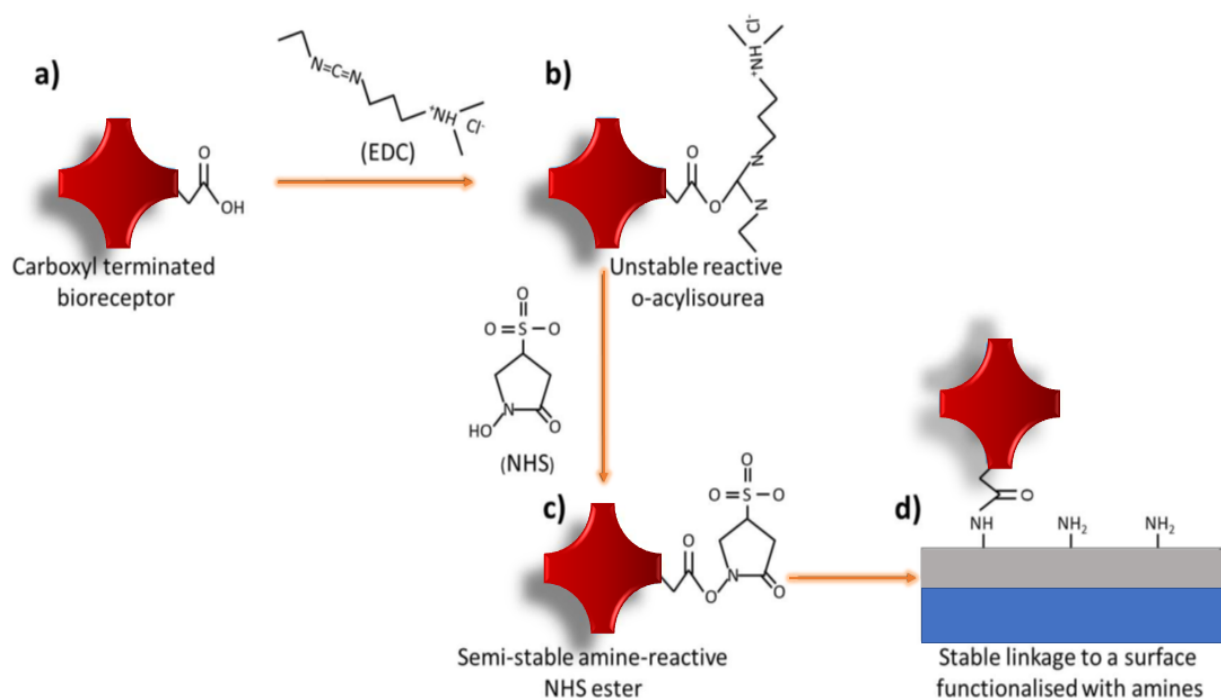 a)
N=C=N
⁺NH
Cl⁻
(EDC)
O
OH
Carboxyl terminated
bioreceptor
b)
Cl⁻
⁺NH
N
O
O
N
Unstable reactive
o-acylisourea
O
O=S–O
N
HO
O
(NHS)
c)
O
O=S–O
O
O
N
O
Semi-stable amine-reactive
NHS ester
d)
O
NH
NH₂
NH₂
Stable linkage to a surface
functionalised with amines